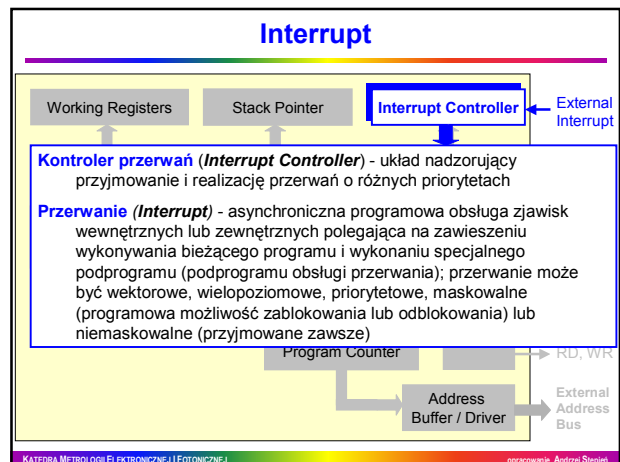 Interrupt
Working Registers
Stack Pointer
Interrupt Controller
External
Interrupt
Kontroler przerwań (Interrupt Controller) - układ nadzorujący
przyjmowanie i realizację przerwań o różnych priorytetach
Przerwanie (Interrupt) - asynchroniczna programowa obsługa zjawisk
wewnętrznych lub zewnętrznych polegająca na zawieszeniu
wykonywania bieżącego programu i wykonaniu specjalnego
podprogramu (podprogramu obsługi przerwania); przerwanie może
być wektorowe, wielopoziomowe, priorytetowe, maskowalne
(programowa możliwość zablokowania lub odblokowania) lub
niemaskowalne (przyjmowane zawsze)
Program Counter
RD, WR
Address
Buffer / Driver
External
Address
Bus
KATEDRA METROLOGII ELEKTRONICZNEJ I FOTONICZNEJ
opracowanie Andrzej Stępień